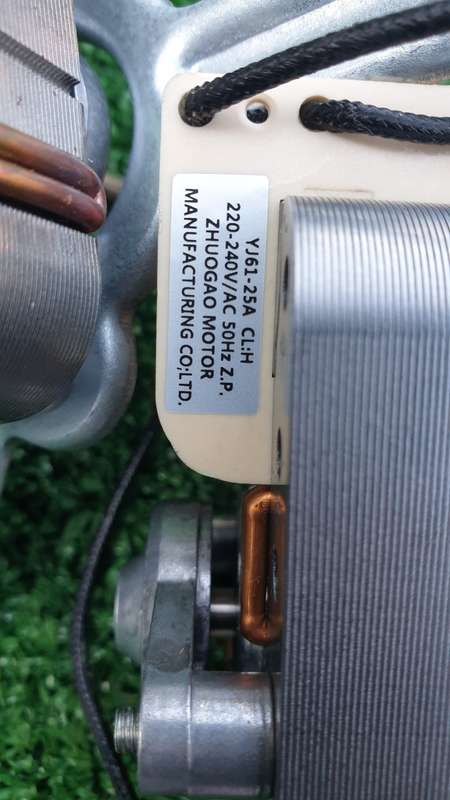 YJ61-25A CL:H
220-240V/AC 50Hz Z.P.
ZHUOGAO MOTOR
MANUFACTURING CO;LTD.